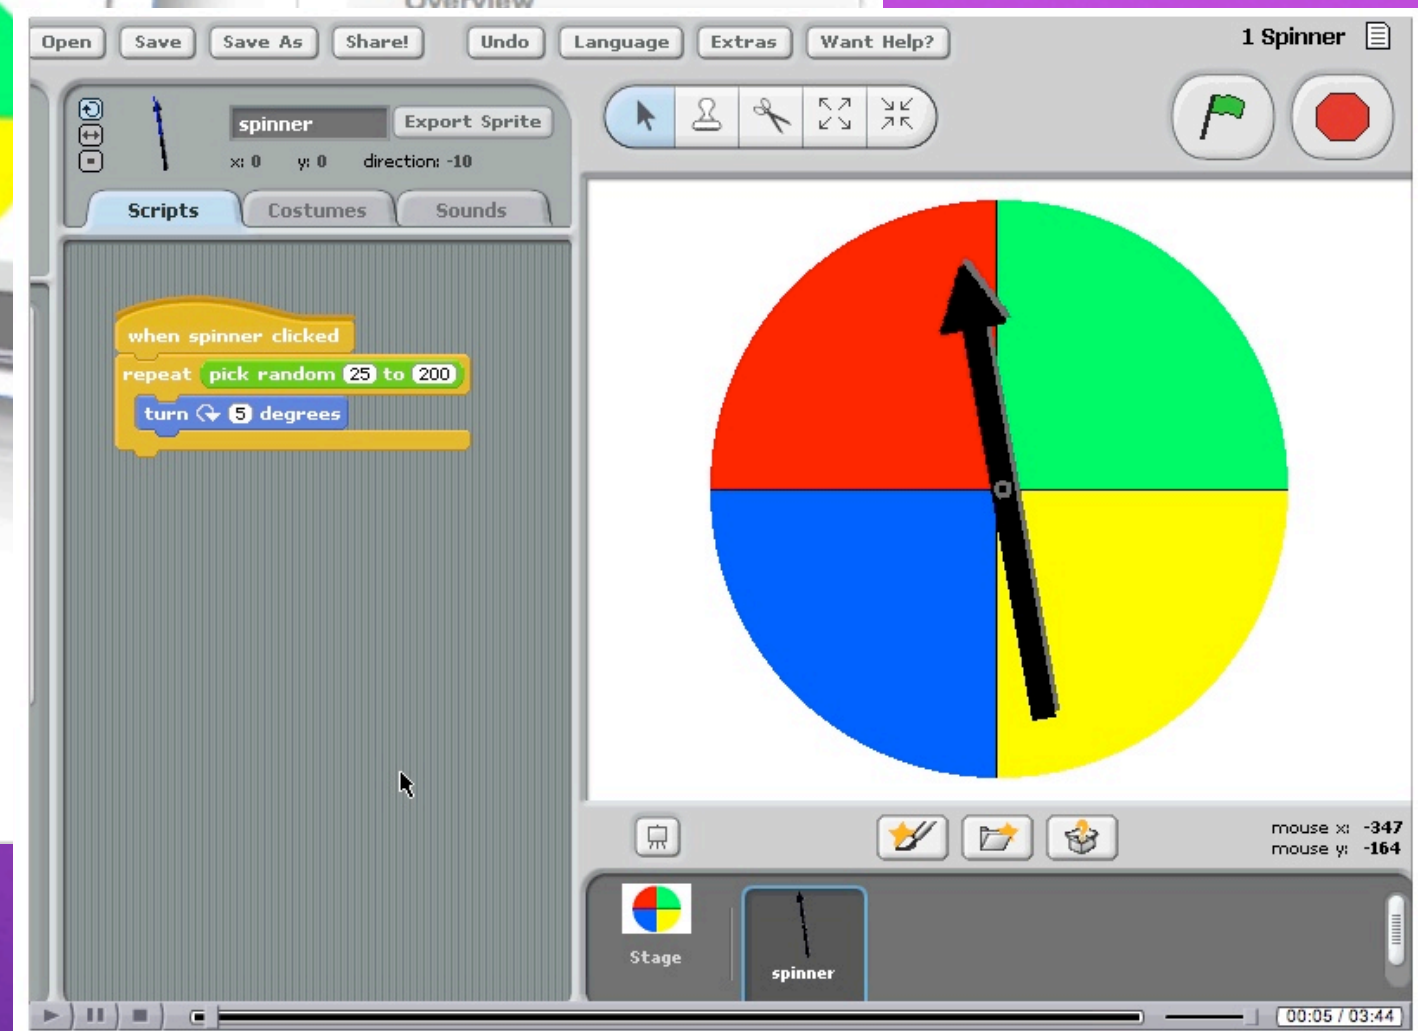 Overview
Open Save Save As Share! Undo Language Extras Want Help? 1 Spinner
spinner Export Sprite
x: 0 y: 0 direction: -10
Scripts Costumes Sounds
when spinner clicked
repeat pick random 25 to 200
turn 5 degrees
mouse x: -347
mouse y: -164
Stage
spinner
00:05 / 03:44